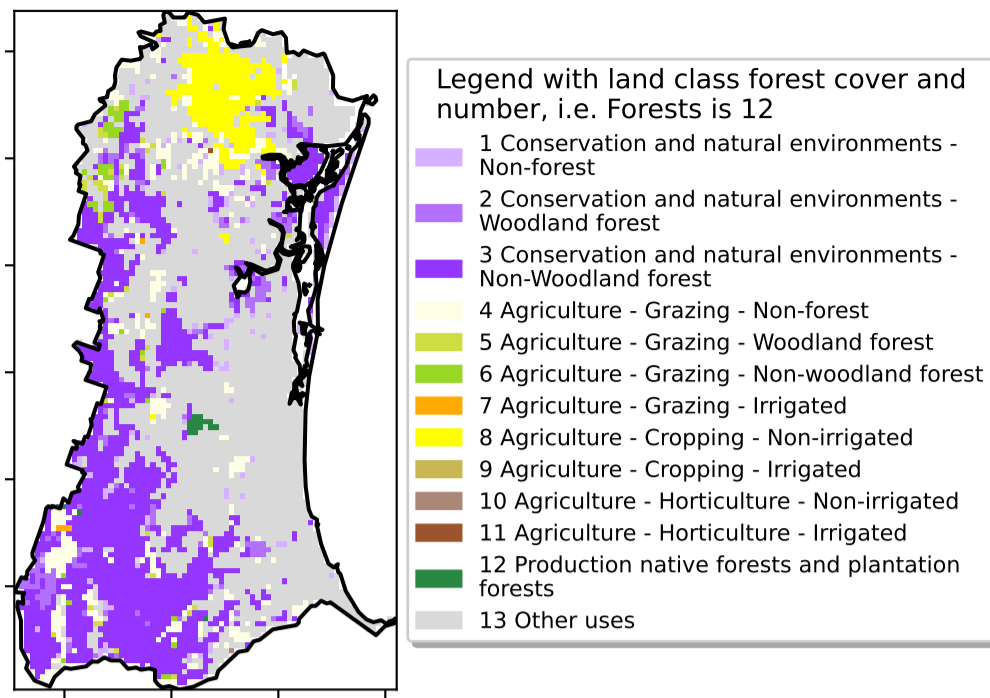 Legend with land class forest cover and
number, i.e. Forests is 12
1 Conservation and natural environments -
Non-forest
2 Conservation and natural environments -
Woodland forest
3 Conservation and natural environments -
Non-Woodland forest
4 Agriculture - Grazing - Non-forest
5 Agriculture - Grazing - Woodland forest
6 Agriculture - Grazing - Non-woodland forest
7 Agriculture - Grazing - Irrigated
8 Agriculture - Cropping - Non-irrigated
9 Agriculture - Cropping - Irrigated
10 Agriculture - Horticulture - Non-irrigated
11 Agriculture - Horticulture - Irrigated
12 Production native forests and plantation
forests
13 Other uses